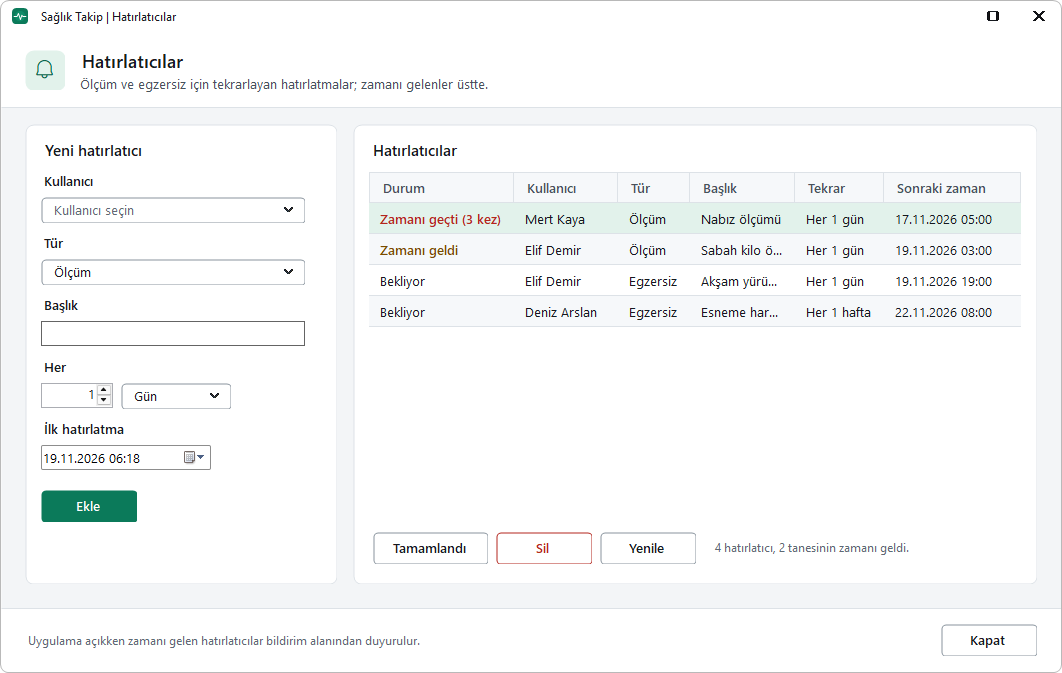 Sağlık Takip | Hatırlatıcılar
Hatırlatıcılar
Ölçüm ve egzersiz için tekrarlayan hatırlatmalar; zamanı gelenler üstte.
Yeni hatırlatıcı
Kullanıcı
Kullanıcı seçin
Tür
Ölçüm
Başlık
Her
1 Gün
İlk hatırlatma
19.11.2026 06:18
Ekle
Hatırlatıcılar
Durum Kullanıcı Tür Başlık Tekrar Sonraki zaman
Zamanı geçti (3 kez) Mert Kaya Ölçüm Nabız ölçümü Her 1 gün 17.11.2026 05:00
Zamanı geldi Elif Demir Ölçüm Sabah kilo ö... Her 1 gün 19.11.2026 03:00
Bekliyor Elif Demir Egzersiz Akşam yürü... Her 1 gün 19.11.2026 19:00
Bekliyor Deniz Arslan Egzersiz Esneme har... Her 1 hafta 22.11.2026 08:00
Tamamlandı Sil Yenile 4 hatırlatıcı, 2 tanesinin zamanı geldi.
Uygulama açıkken zamanı gelen hatırlatıcılar bildirim alanından duyurulur.
Kapat